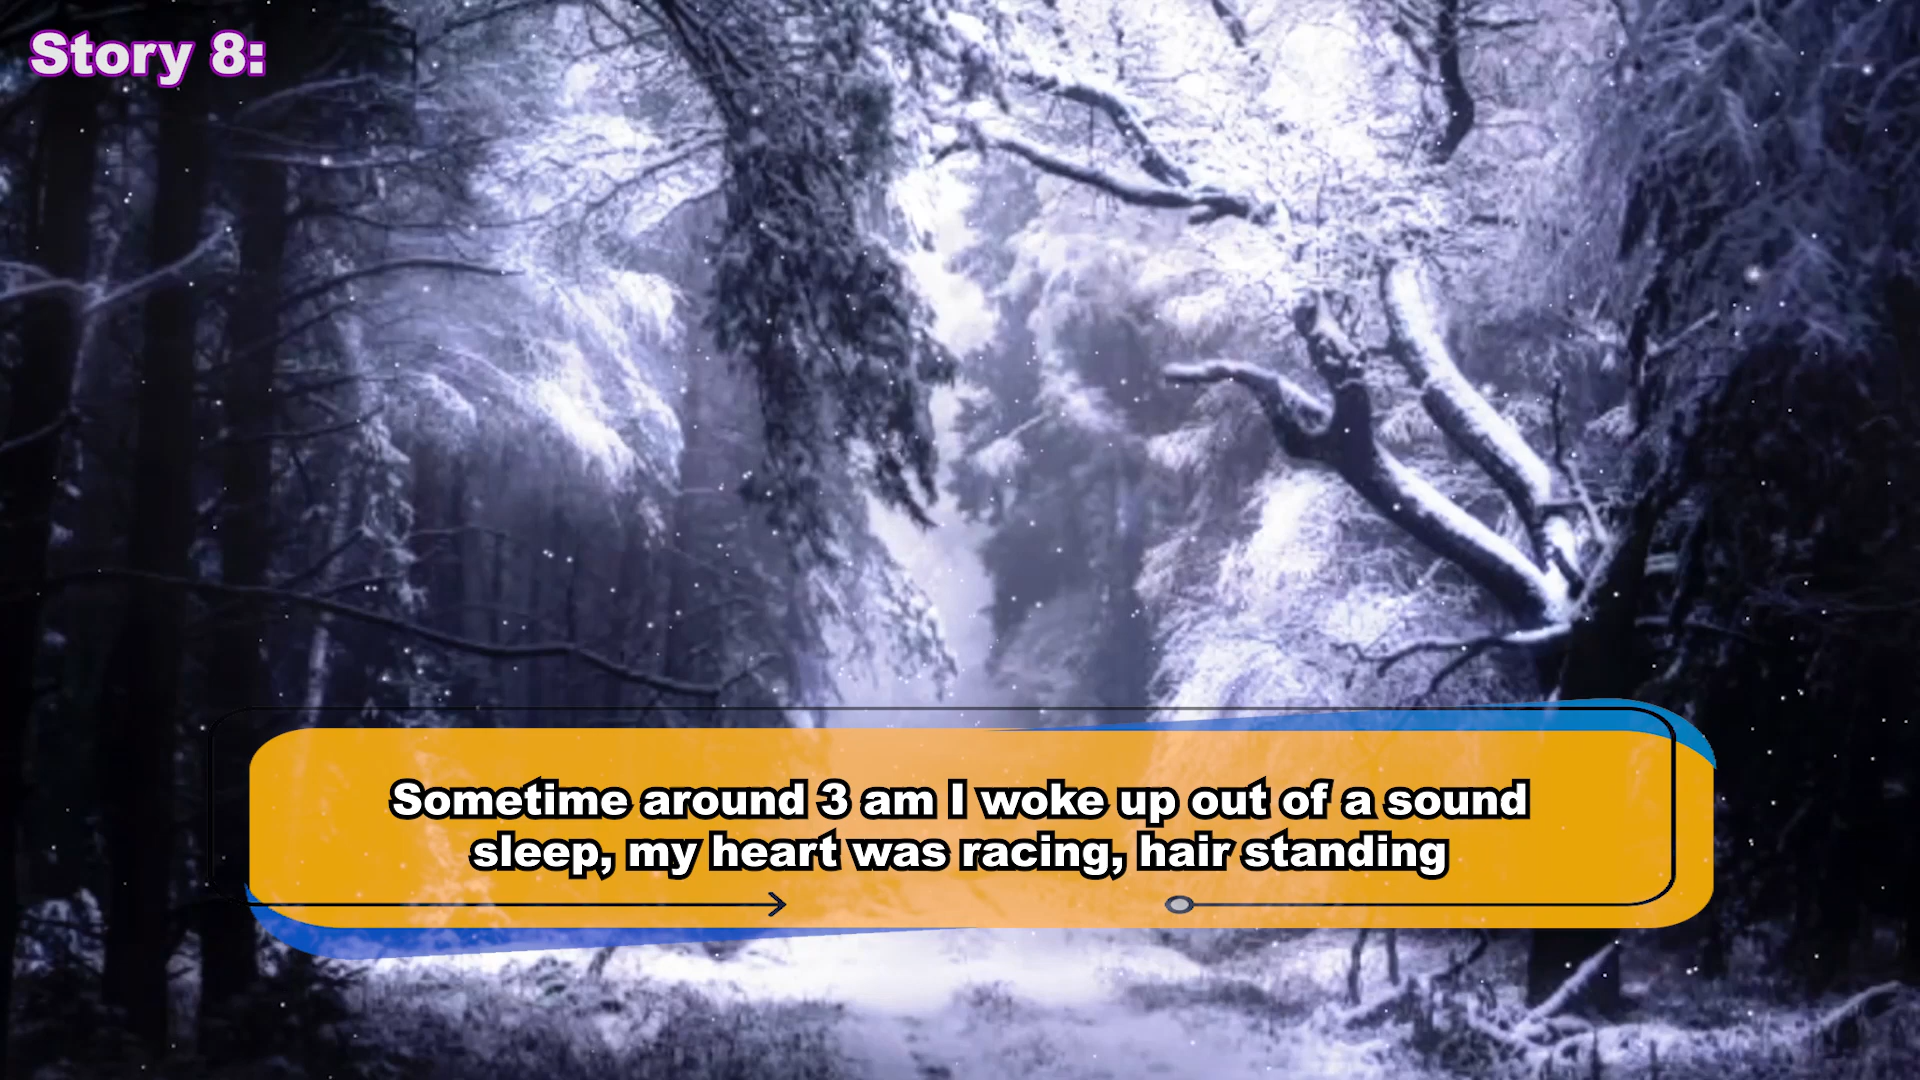 Story 8:
Sometime around 3 am I woke up out of a sound
sleep, my heart was racing, hair standing